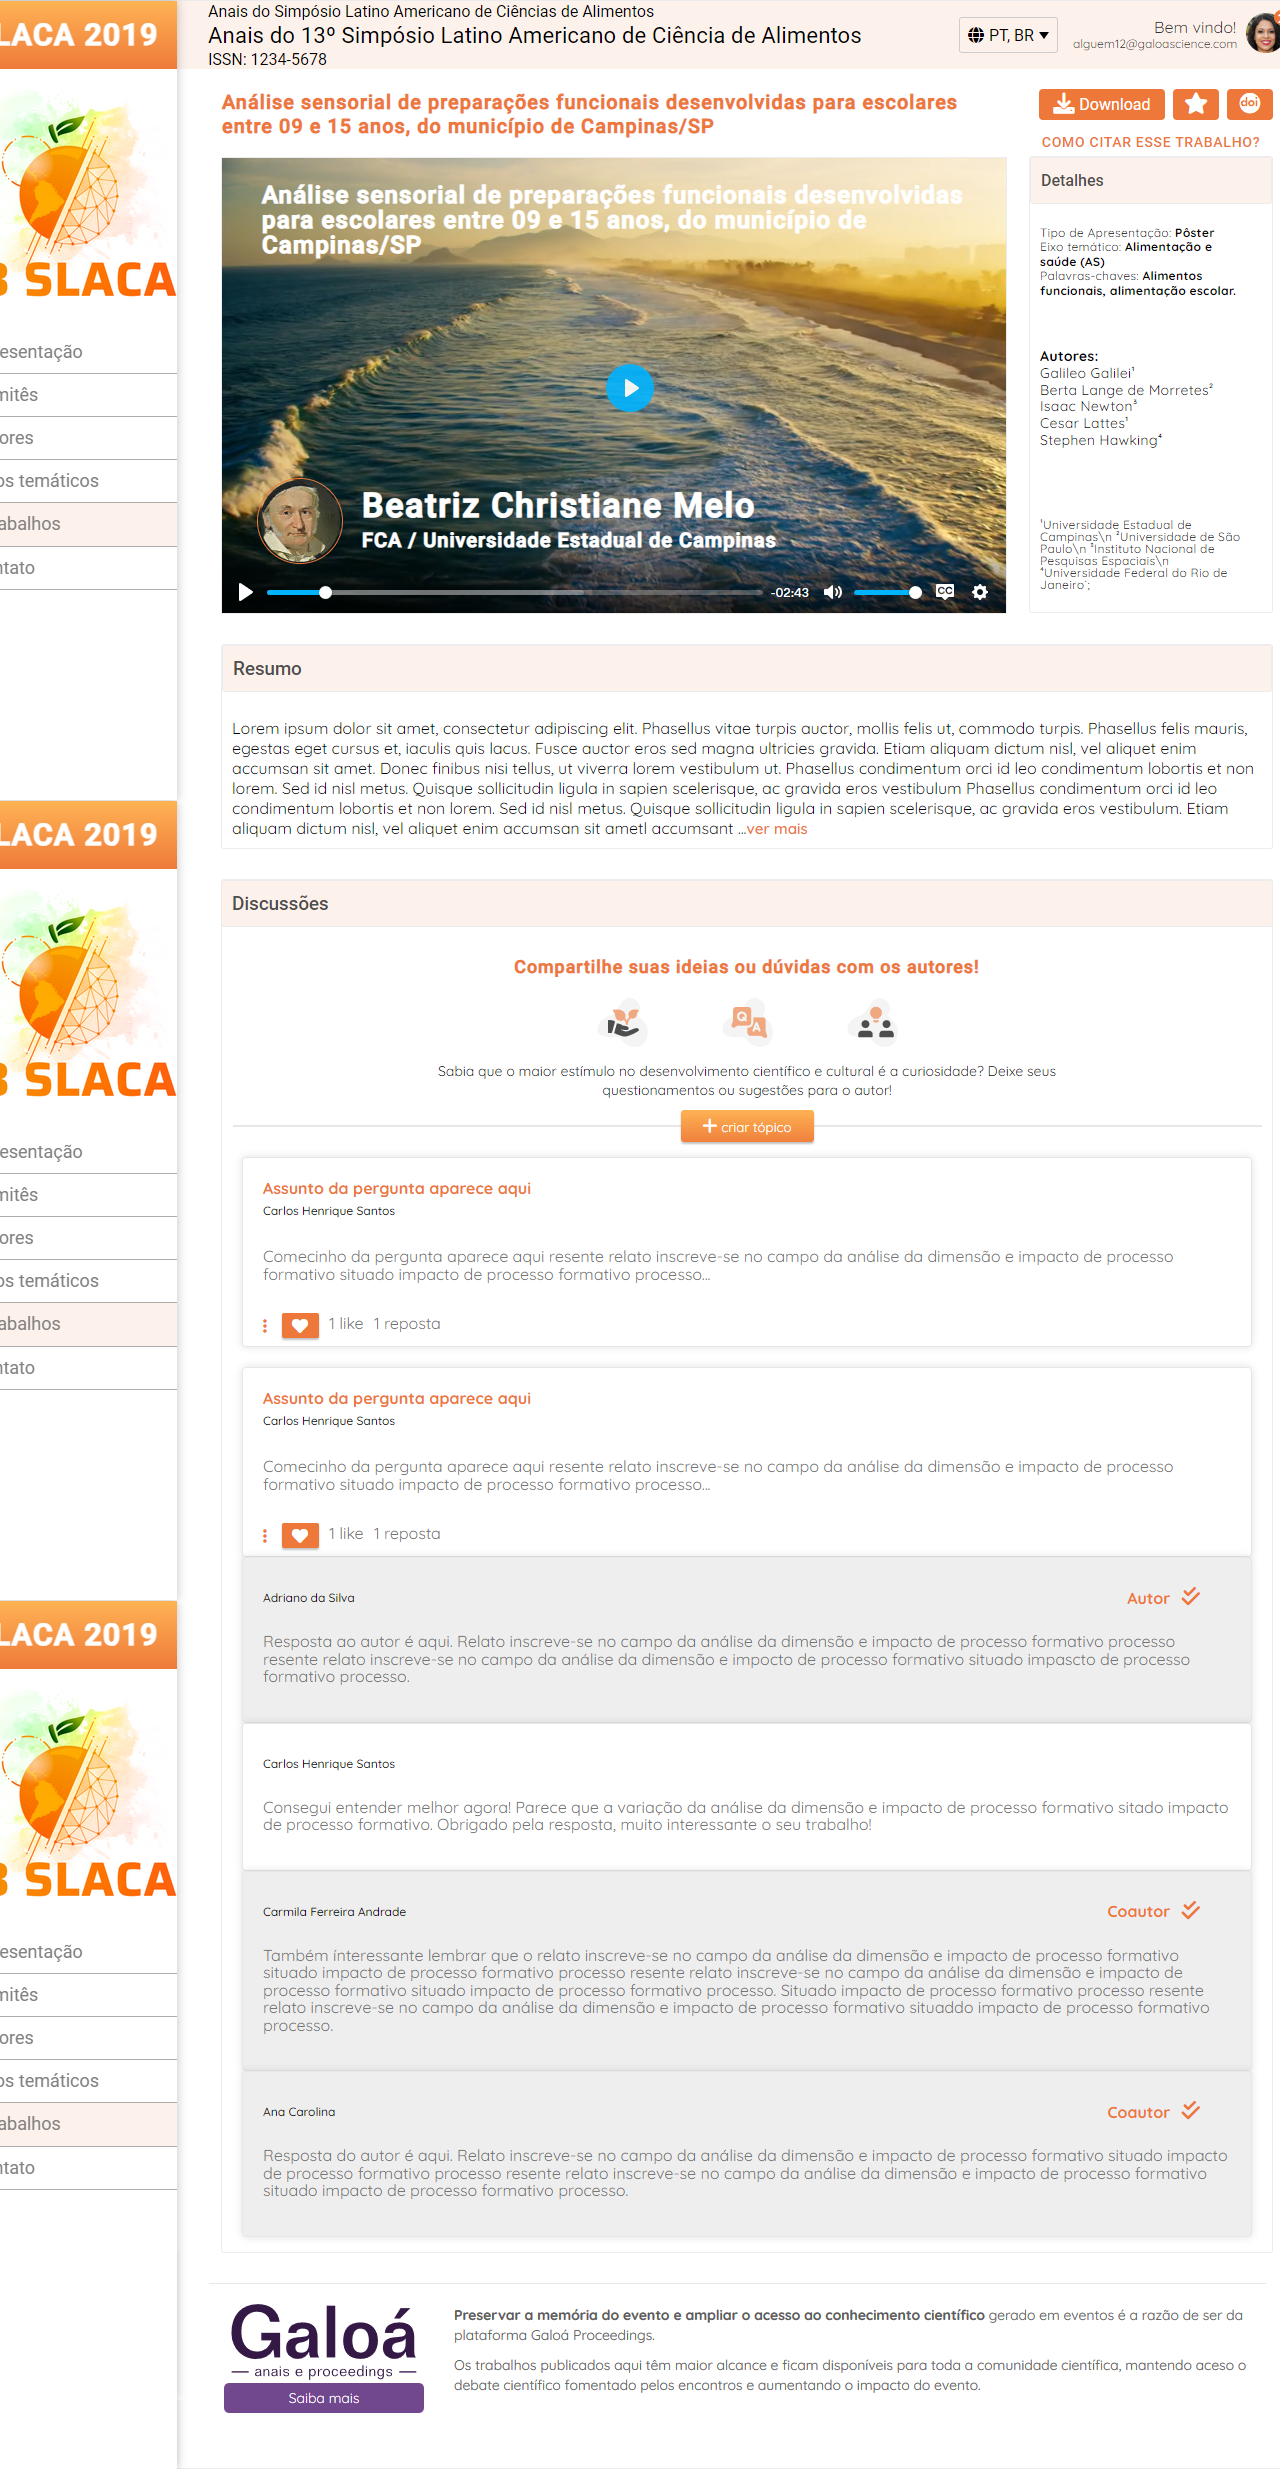 LACA 2019
SLACA
esentação
mitês
ores
os temáticos
abalhos
ntato
LACA 2019
SLACA
esentação
mitês
ores
os temáticos
abalhos
ntato
LACA 2019
SLACA
esentação
mitês
ores
os temáticos
abalhos
ntato
Anais do Simpósio Latino Americano de Ciências de Alimentos
Anais do 13º Simpósio Latino Americano de Ciência de Alimentos
ISSN: 1234-5678
PT, BR
Bem vindo!
alguem12@galoascience.com
Análise sensorial de preparações funcionais desenvolvidas para escolares
entre 09 e 15 anos, do município de Campinas/SP
Download
doi
COMO CITAR ESSE TRABALHO?
Análise sensorial de preparações funcionais desenvolvidas
para escolares entre 09 e 15 anos, do município de
Campinas/SP
Beatriz Christiane Melo
FCA / Universidade Estadual de Campinas
-02:43
CC
Detalhes
Tipo de Apresentação: Pôster
Eixo temático: Alimentação e
saúde (AS)
Palavras-chaves: Alimentos
funcionais, alimentação escolar.
Autores:
Galileo Galilei¹
Berta Lange de Morretes²
Isaac Newton³
Cesar Lattes¹
Stephen Hawking⁴
¹Universidade Estadual de
Campinas\n ²Universidade de São
Paulo\n ³Instituto Nacional de
Pesquisas Espaciais\n
⁴Universidade Federal do Rio de
Janeiro';
Resumo
Lorem ipsum dolor sit amet, consectetur adipiscing elit. Phasellus vitae turpis auctor, mollis felis ut, commodo turpis. Phasellus felis mauris,
egestas eget cursus et, iaculis quis lacus. Fusce auctor eros sed magna ultricies gravida. Etiam aliquam dictum nisl, vel aliquet enim
accumsan sit amet. Donec finibus nisi tellus, ut viverra lorem vestibulum ut. Phasellus condimentum orci id leo condimentum lobortis et non
lorem. Sed id nisl metus. Quisque sollicitudin ligula in sapien scelerisque, ac gravida eros vestibulum Phasellus condimentum orci id leo
condimentum lobortis et non lorem. Sed id nisl metus. Quisque sollicitudin ligula in sapien scelerisque, ac gravida eros vestibulum. Etiam
aliquam dictum nisl, vel aliquet enim accumsan sit ametl accumsant ...ver mais
Discussões
Compartilhe suas ideias ou dúvidas com os autores!
Q
A
Sabia que o maior estímulo no desenvolvimento científico e cultural é a curiosidade? Deixe seus
questionamentos ou sugestões para o autor!
criar tópico
Assunto da pergunta aparece aqui
Carlos Henrique Santos
Comecinho da pergunta aparece aqui resente relato inscreve-se no campo da análise da dimensão e impacto de processo
formativo situado impacto de processo formativo processo...
1 like 1 reposta
Assunto da pergunta aparece aqui
Carlos Henrique Santos
Comecinho da pergunta aparece aqui resente relato inscreve-se no campo da análise da dimensão e impacto de processo
formativo situado impacto de processo formativo processo...
1 like 1 reposta
Adriano da Silva
Autor
Resposta ao autor é aqui. Relato inscreve-se no campo da análise da dimensão e impacto de processo formativo processo
resente relato inscreve-se no campo da análise da dimensão e impocto de processo formativo situado impascto de processo
formativo processo.
Carlos Henrique Santos
Consegui entender melhor agora! Parece que a variação da análise da dimensão e impacto de processo formativo sitado impacto
de processo formativo. Obrigado pela resposta, muito interessante o seu trabalho!
Carmila Ferreira Andrade
Coautor
Também ínteressante lembrar que o relato inscreve-se no campo da análise da dimensão e impacto de processo formativo
situado impacto de processo formativo processo resente relato inscreve-se no campo da análise da dimensão e impacto de
processo formativo situado impacto de processo formativo processo. Situado impacto de processo formativo processo resente
relato inscreve-se no campo da análise da dimensão e impacto de processo formativo situaddo impacto de processo formativo
processo.
Ana Carolina
Coautor
Resposta do autor é aqui. Relato inscreve-se no campo da análise da dimensão e impacto de processo formativo situado impacto
de processo formativo processo resente relato inscreve-se no campo da análise da dimensão e impacto de processo formativo
situado impacto de processo formativo processo.
Galoá
anais e proceedings
Saiba mais
Preservar a memória do evento e ampliar o acesso ao conhecimento científico gerado em eventos é a razão de ser da
plataforma Galoá Proceedings.
Os trabalhos publicados aqui têm maior alcance e ficam disponíveis para toda a comunidade científica, mantendo aceso o
debate científico fomentado pelos encontros e aumentando o impacto do evento.